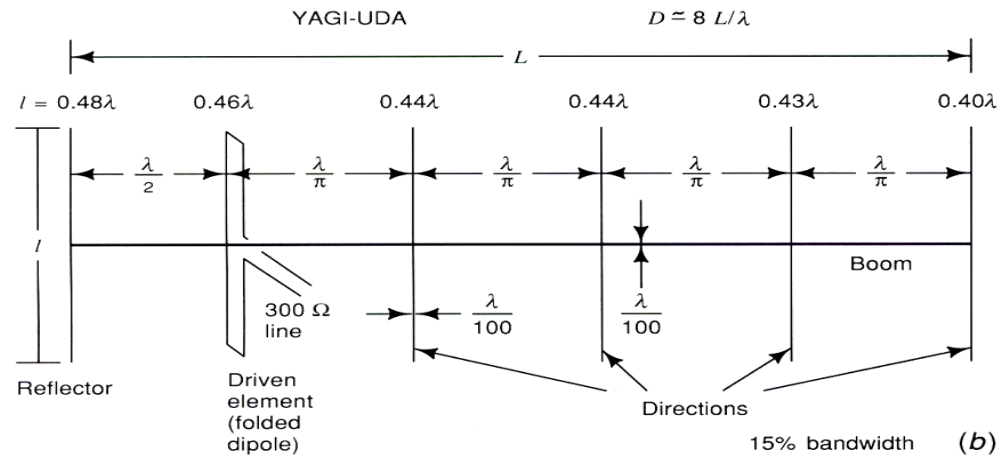 YAGI-UDA D ≃ 8 L/λ
L
l = 0.48λ 0.46λ 0.44λ 0.44λ 0.43λ 0.40λ
λ/2 λ/π λ/π λ/π λ/π
l
Boom
300 Ω
line
λ/100 λ/100
Reflector
Driven
element
(folded
dipole)
Directions
15% bandwidth (b)